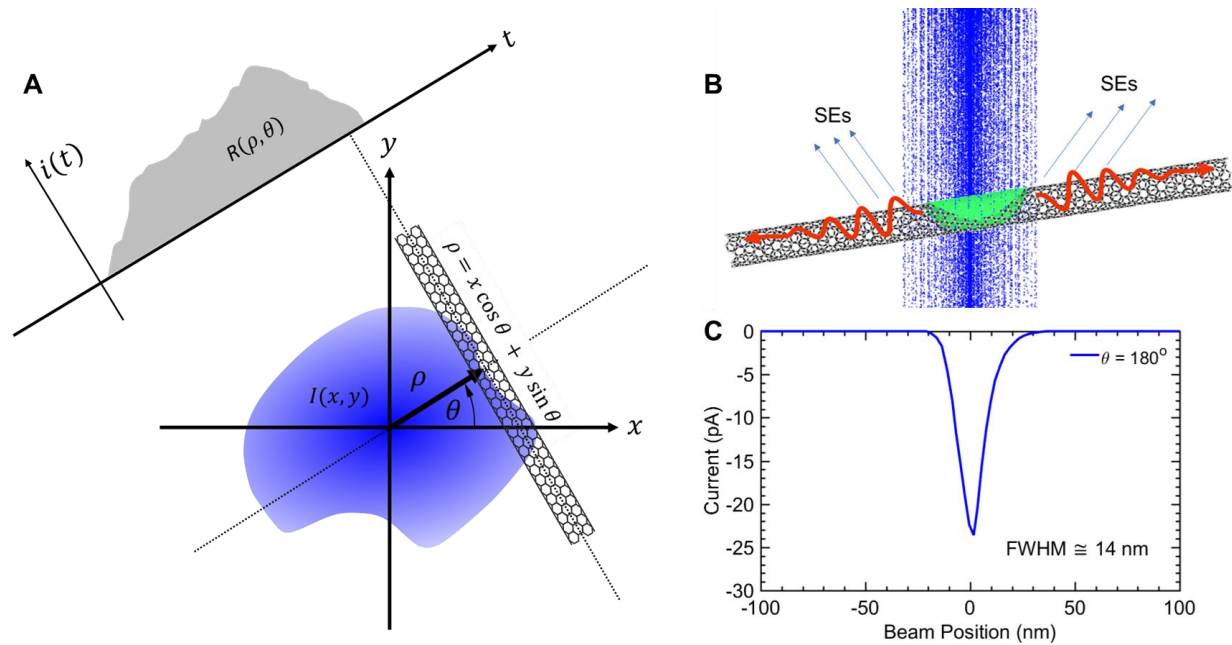 A
t
i(t)
R(ρ, θ)
y
ρ = x cos θ + y sin θ
I(x, y)
ρ
θ
x
B
SEs
SEs
C
0
-5
-10
-15
-20
-25
-30
Current (pA)
θ = 180°
FWHM ≅ 14 nm
-100 -50 0 50 100
Beam Position (nm)